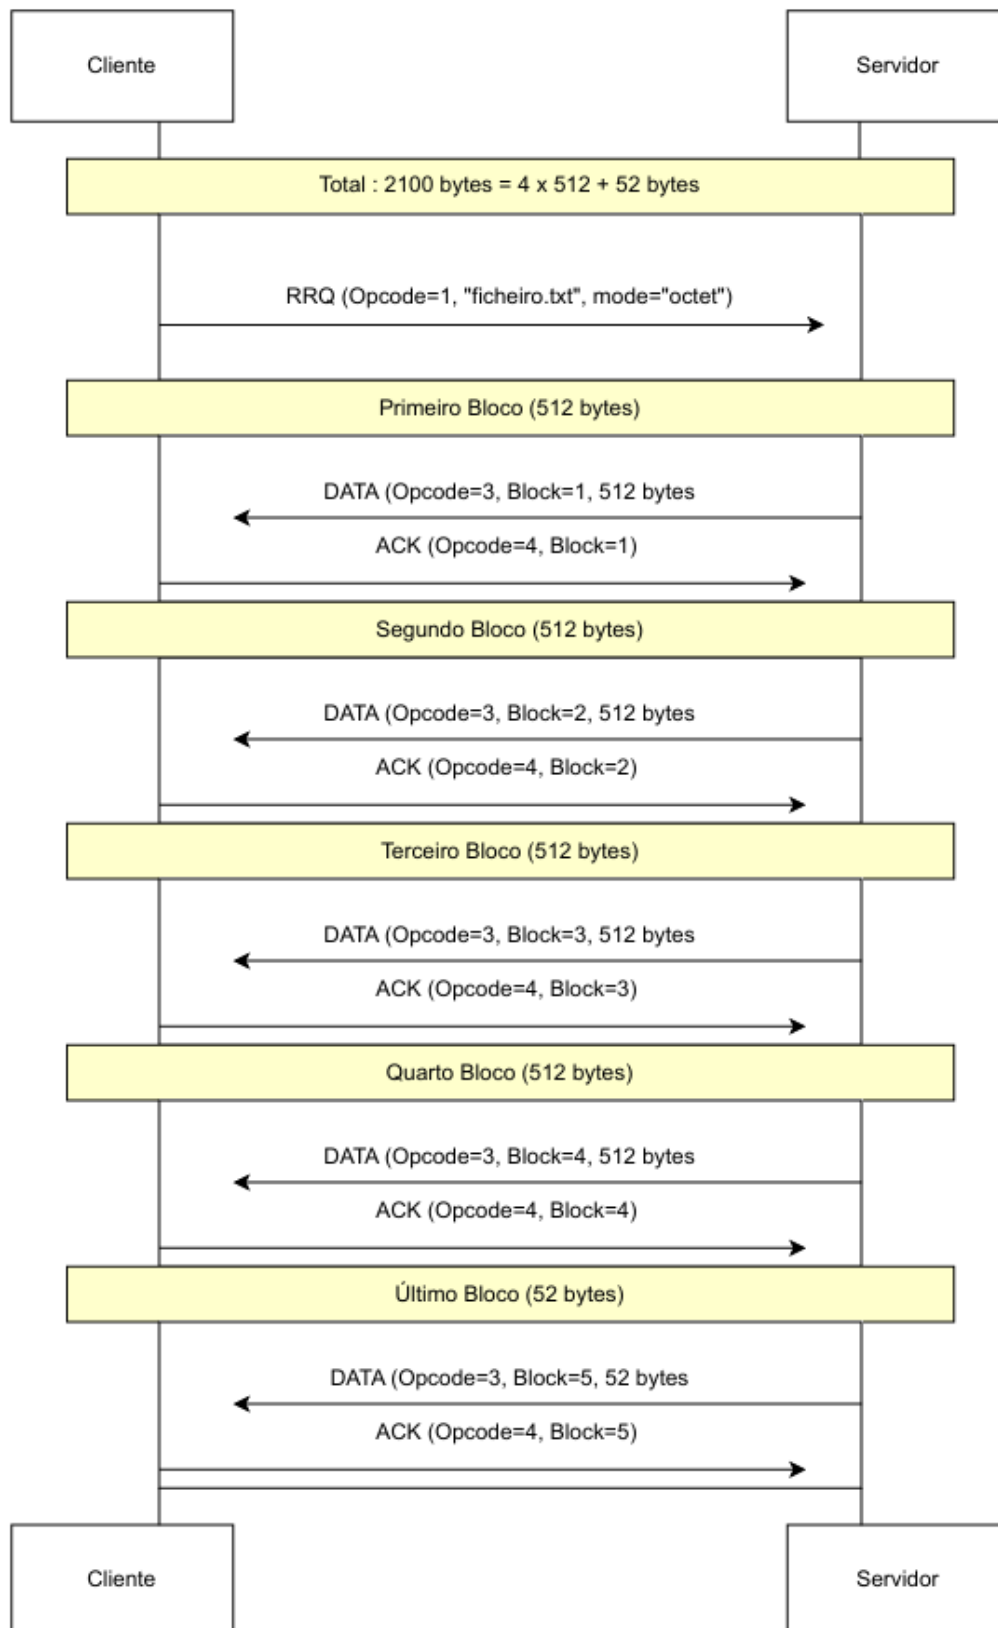 Cliente
Servidor
Total : 2100 bytes = 4 x 512 + 52 bytes
RRQ (Opcode=1, "ficheiro.txt", mode="octet")
Primeiro Bloco (512 bytes)
DATA (Opcode=3, Block=1, 512 bytes
ACK (Opcode=4, Block=1)
Segundo Bloco (512 bytes)
DATA (Opcode=3, Block=2, 512 bytes
ACK (Opcode=4, Block=2)
Terceiro Bloco (512 bytes)
DATA (Opcode=3, Block=3, 512 bytes
ACK (Opcode=4, Block=3)
Quarto Bloco (512 bytes)
DATA (Opcode=3, Block=4, 512 bytes
ACK (Opcode=4, Block=4)
Último Bloco (52 bytes)
DATA (Opcode=3, Block=5, 52 bytes
ACK (Opcode=4, Block=5)
Cliente
Servidor